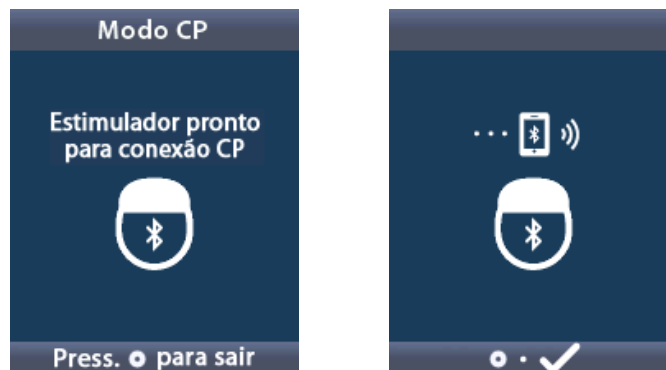 Modo CP
Estimulador pronto
para conexão CP
Press. para sair